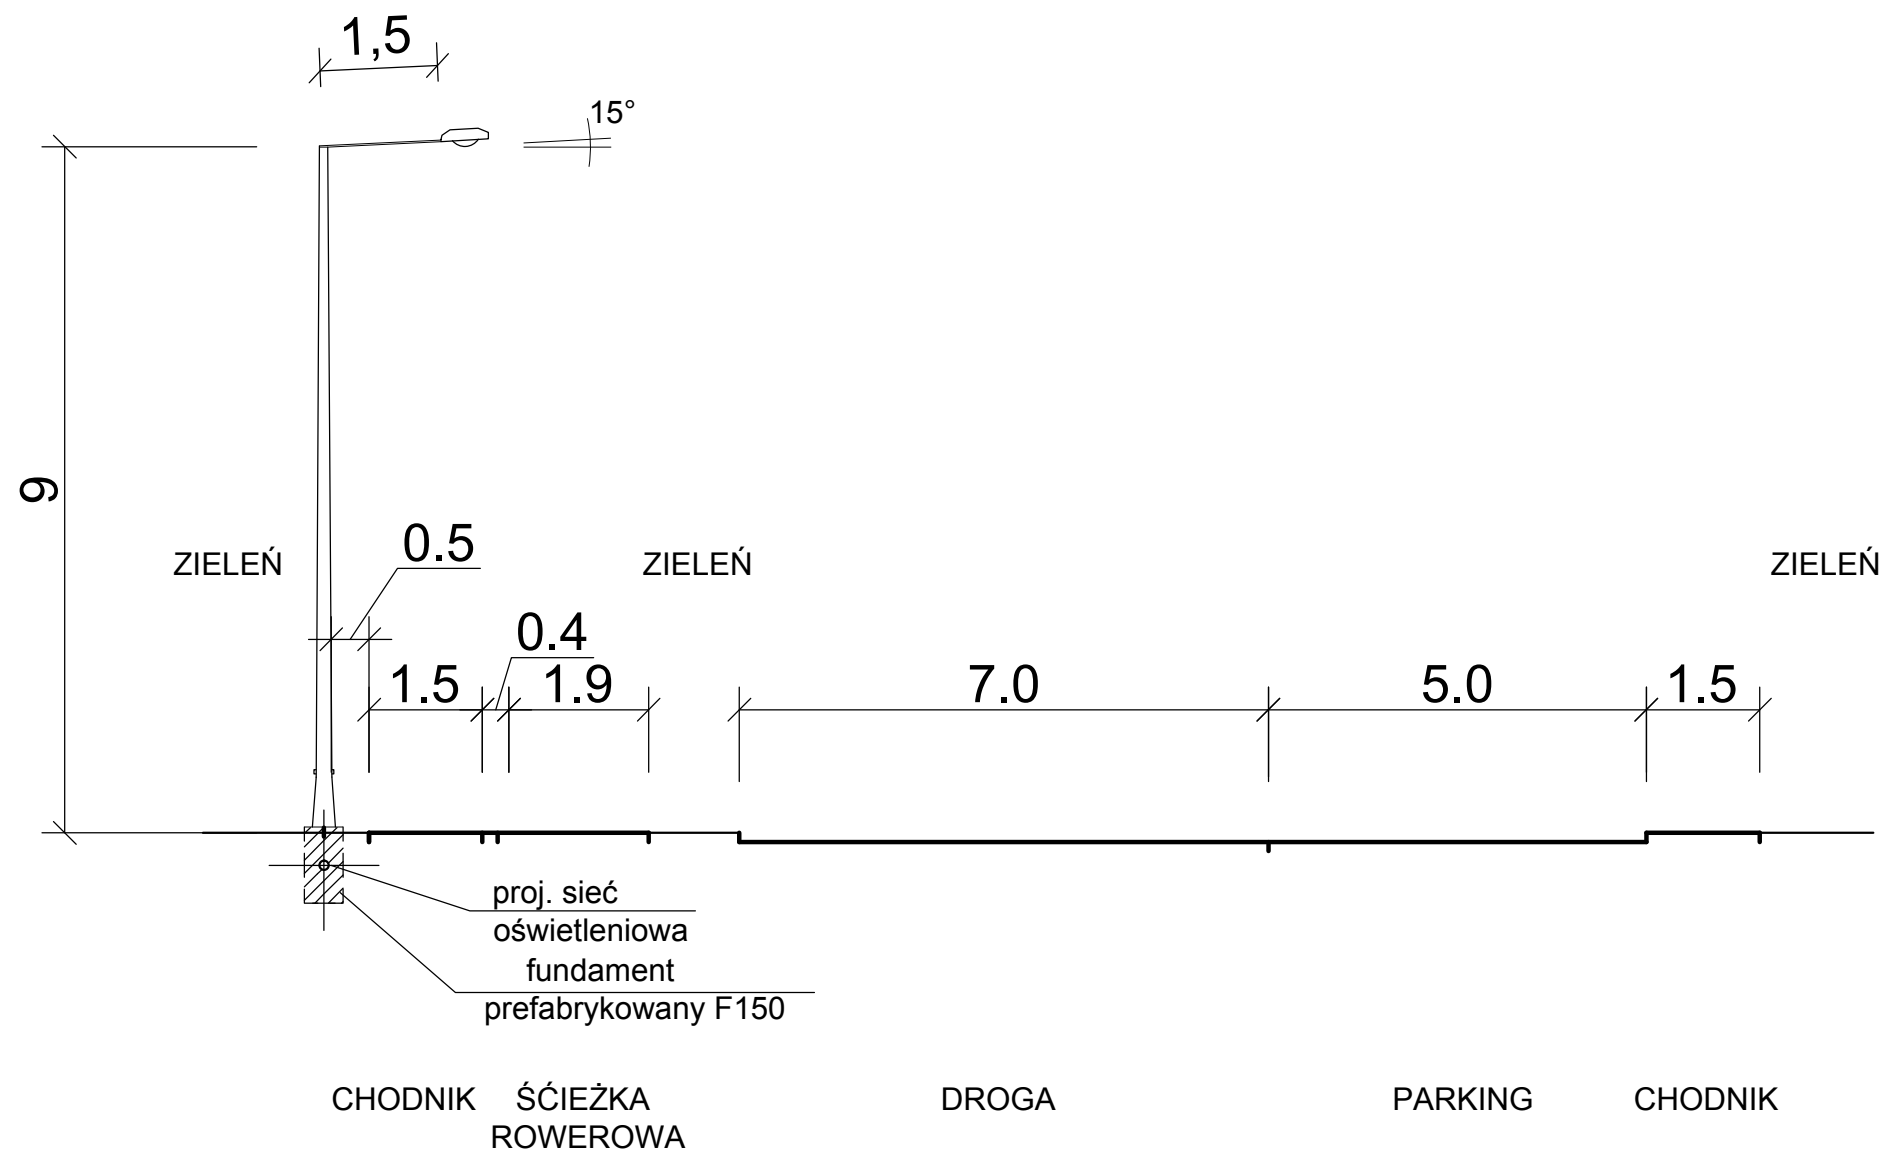 1,5
15°
9
ZIELEŃ
0.5
ZIELEŃ
ZIELEŃ
0.4
1.5
1.9
7.0
5.0
1.5
proj. sieć
oświetleniowa
fundament
prefabrykowany F150
CHODNIK
ŚĆIEŻKA
ROWEROWA
DROGA
PARKING
CHODNIK